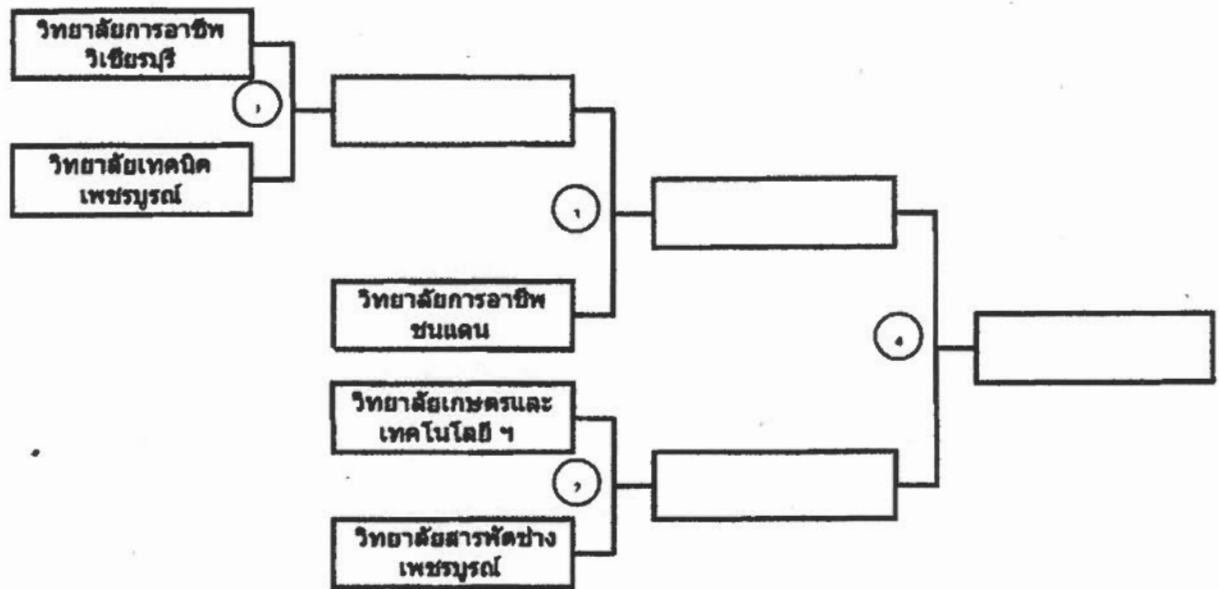 วิทยาลัยการอาชีพ
วิเชียรบุรี
วิทยาลัยเทคนิค
เพชรบูรณ์
วิทยาลัยการอาชีพ
ชนแดน
4
วิทยาลัยเกษตรและ
เทคโนโลยี ฯ
วิทยาลัยสารพัดช่าง
เพชรบูรณ์